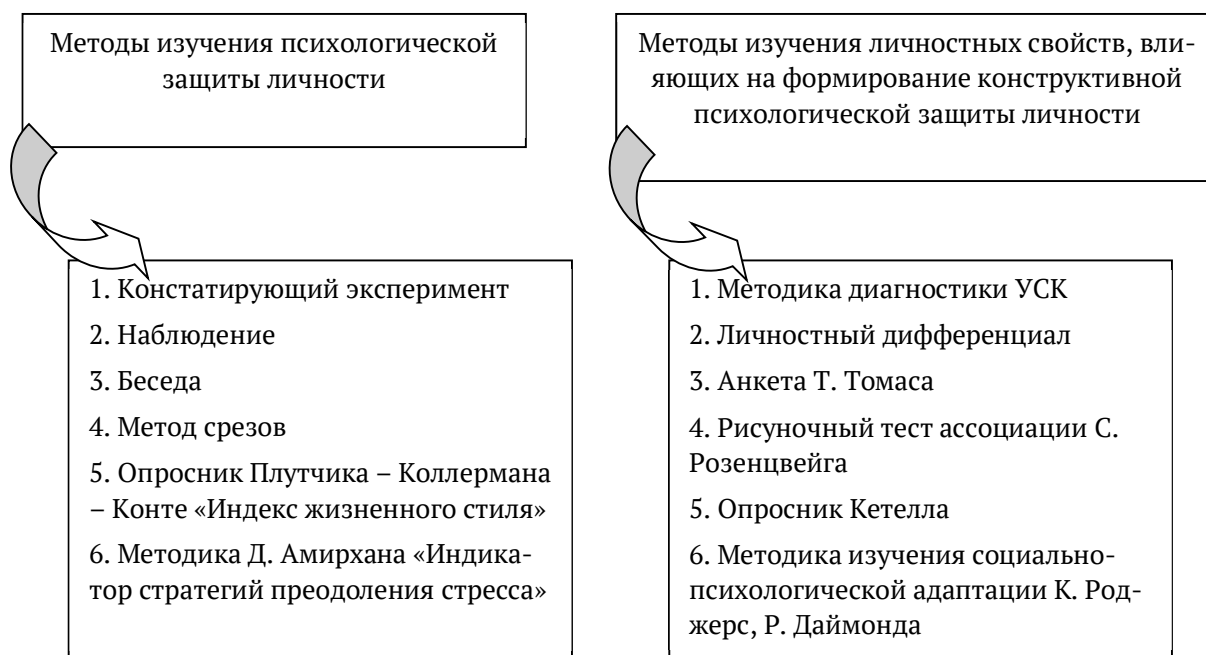 Методы изучения психологической
защиты личности
1. Констатирующий эксперимент
2. Наблюдение
3. Беседа
4. Метод срезов
5. Опросник Плутчика – Коллермана
– Конте «Индекс жизненного стиля»
6. Методика Д. Амирхана «Индика-
тор стратегий преодоления стресса»
Методы изучения личностных свойств, вли-
яющих на формирование конструктивной
психологической защиты личности
1. Методика диагностики УСК
2. Личностный дифференциал
3. Анкета Т. Томаса
4. Рисуночный тест ассоциации С.
Розенцвейга
5. Опросник Кетелла
6. Методика изучения социально-
психологической адаптации К. Род-
жерс, Р. Даймонда